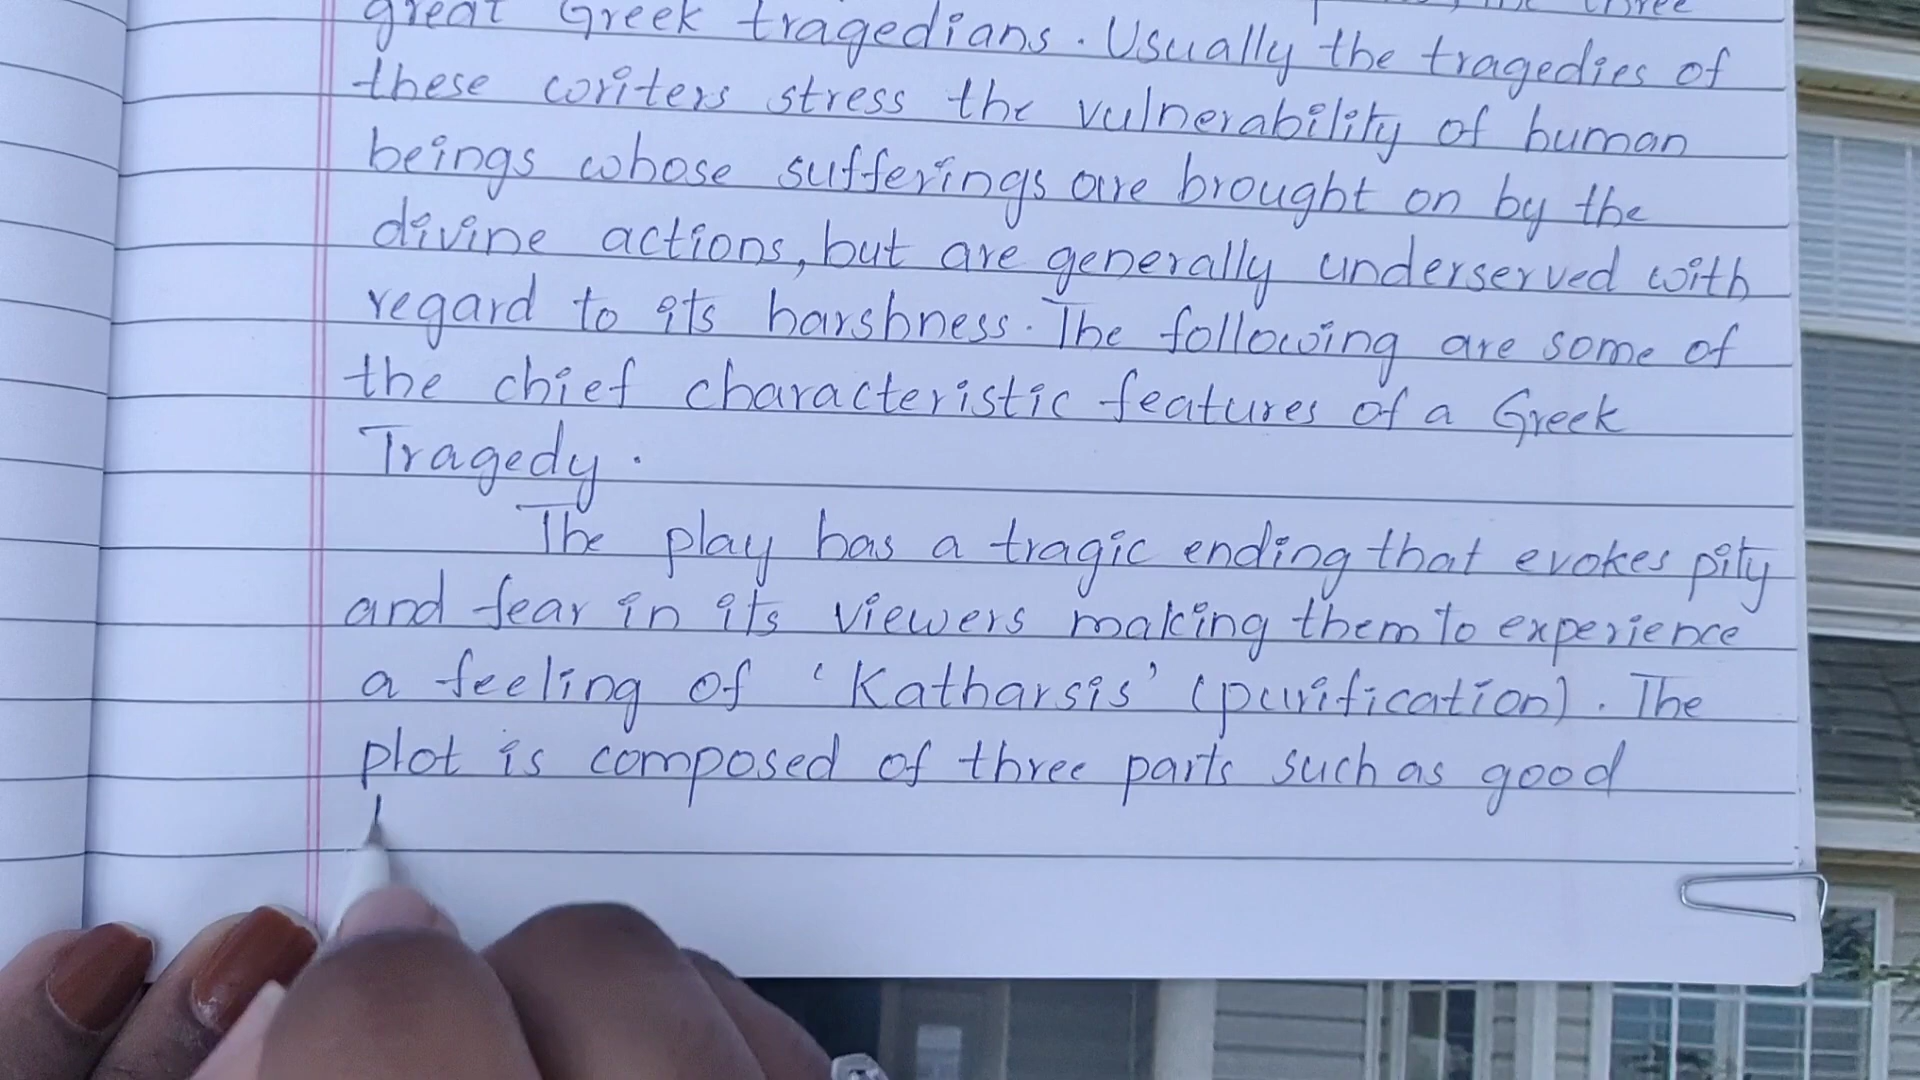 the three
great Greek tragedians. Usually the tragedies of
these writers stress the vulnerability of human
beings whose sufferings are brought on by the
divine actions, but are generally underserved with
regard to its harshness. The following are some of
the chief characteristic features of a Greek
Tragedy.
The play has a tragic ending that evokes pity
and fear in its viewers making them to experience
a feeling of 'Katharsis' (purification). The
plot is composed of three parts such as good